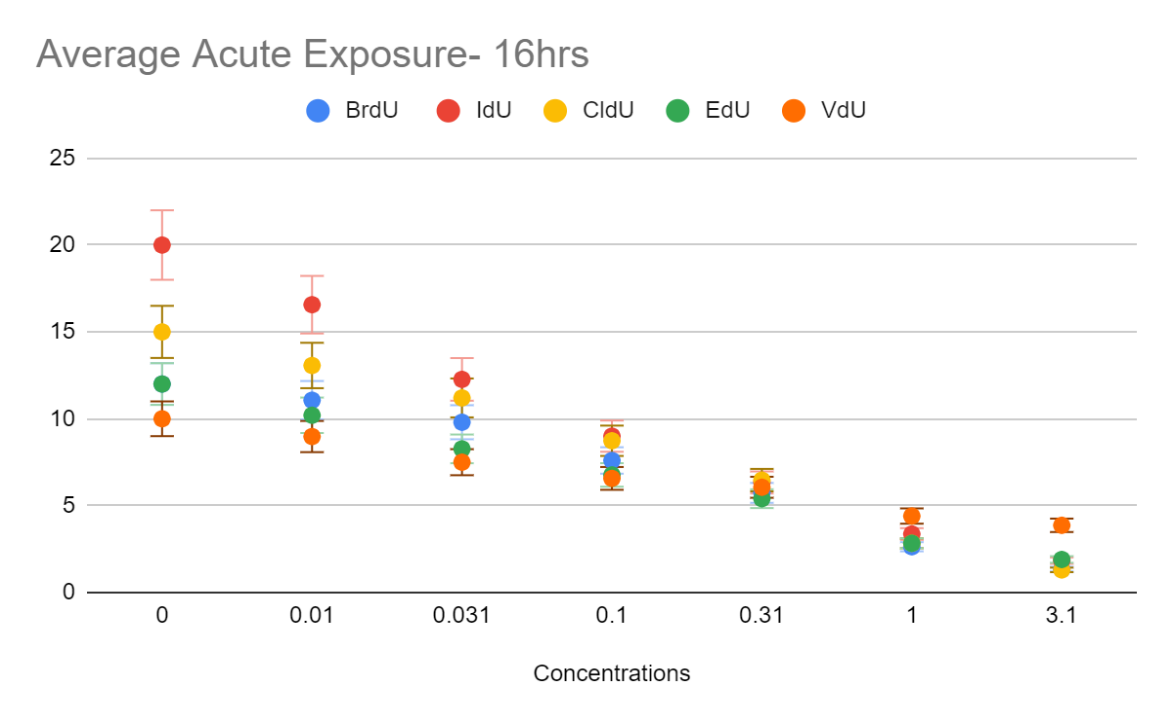 Average Acute Exposure- 16hrs
BrdU IdU CldU EdU VdU
25
20
15
10
5
0
0 0.01 0.031 0.1 0.31 1 3.1
Concentrations